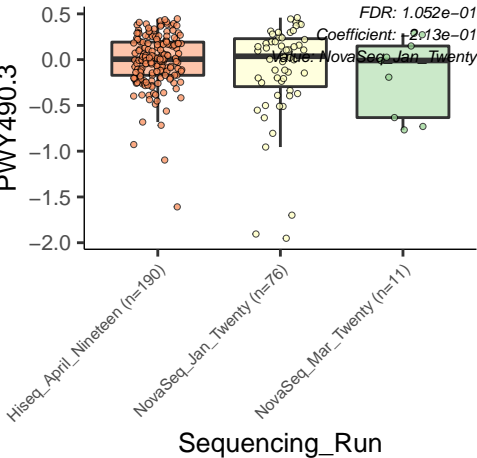 FDR: 1.052e−01
Coefficient: −2.13e−01
Value: NovaSeq_Jan_Twenty
PWY490.3
0.5
0.0
−0.5
−1.0
−1.5
−2.0
Hiseq_April_Nineteen (n=190)
NovaSeq_Jan_Twenty (n=76)
NovaSeq_Mar_Twenty (n=11)
Sequencing_Run